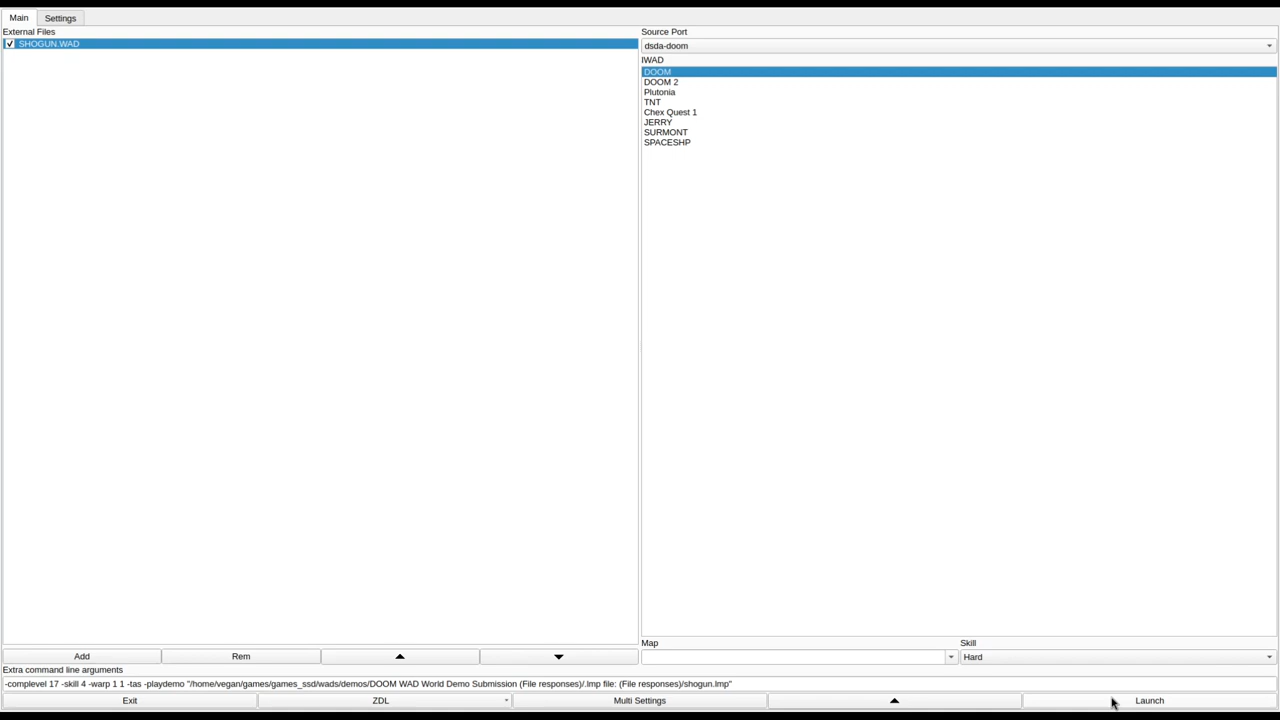 Main Settings
External Files
SHOGUN.WAD
Source Port
dsda-doom
IWAD
DOOM
DOOM 2
Plutonia
TNT
Chex Quest 1
JERRY
SURMONT
SPACESHP
Map Skill
Hard
Add Rem
Extra command line arguments
-complevel 17 -skill 4 -warp 1 1 -tas -playdemo "/home/vegan/games/games_ssd/wads/demos/DOOM WAD World Demo Submission (File responses)/.lmp file: (File responses)/shogun.lmp"
Exit ZDL Multi Settings Launch